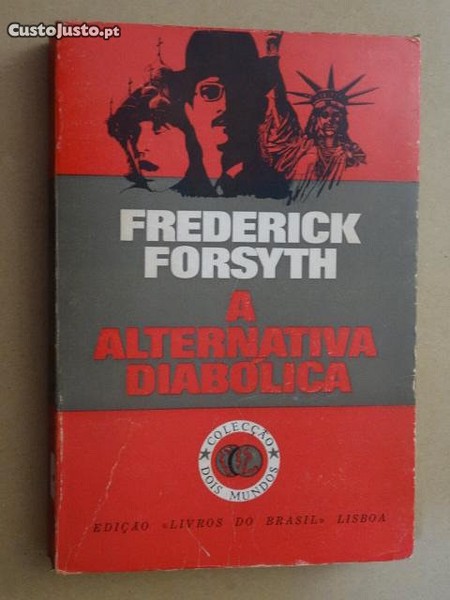 CustoJusto.pt
FREDERICK
FORSYTH
A
ALTERNATIVA
DIABÓLICA
COLECÇÃO
DOIS MUNDOS
EDIÇÃO «LIVROS DO BRASIL» LISBOA